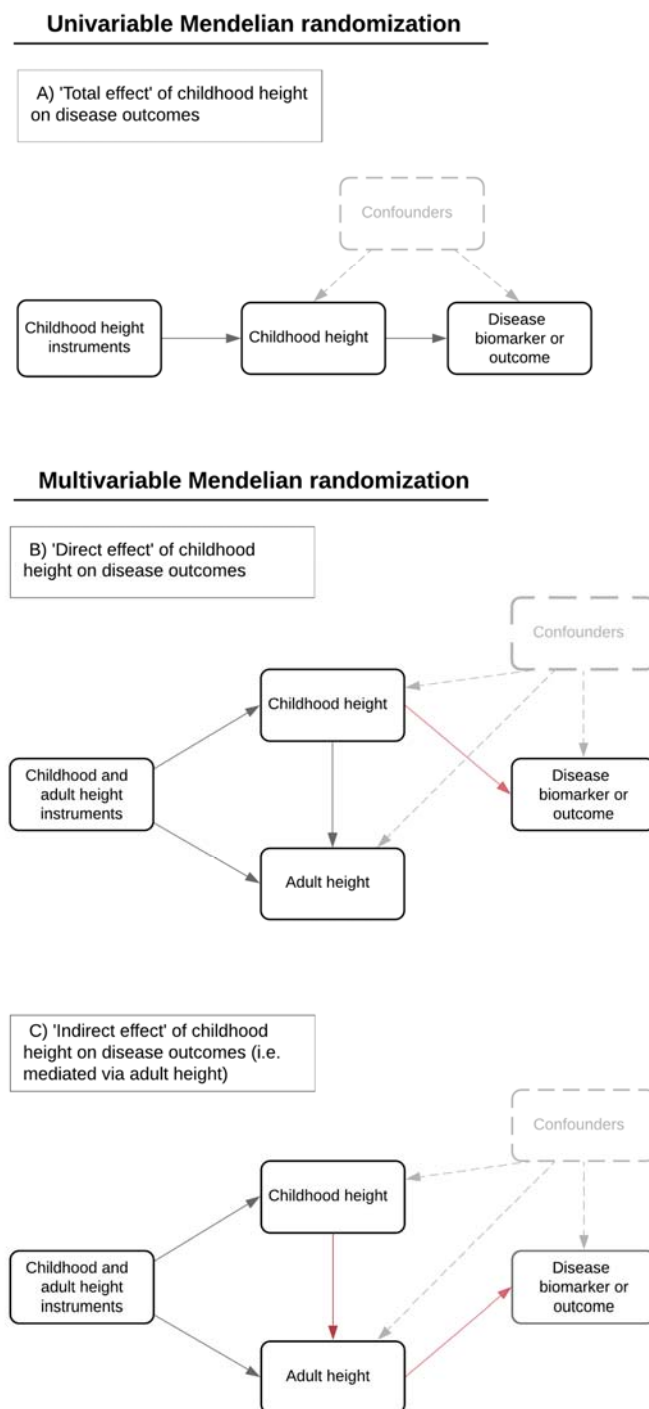 Univariable Mendelian randomization
A) 'Total effect' of childhood height
on disease outcomes
Confounders
Childhood height
instruments
Childhood height
Disease
biomarker or
outcome
Multivariable Mendelian randomization
B) 'Direct effect' of childhood
height on disease outcomes
Confounders
Childhood height
Childhood and
adult height
instruments
Disease
biomarker or
outcome
Adult height
C) 'Indirect effect' of childhood
height on disease outcomes (i.e.
mediated via adult height)
Confounders
Childhood height
Childhood and
adult height
instruments
Disease
biomarker or
outcome
Adult height